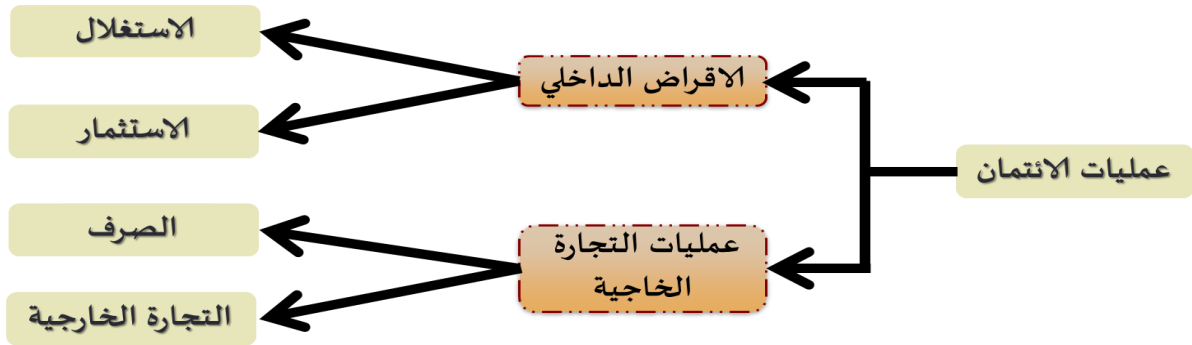 عمليات الائتمان
الاقراض الداخلي
الاستغلال
الاستثمار
عمليات التجارة
الخاجية
الصرف
التجارة الخارجية